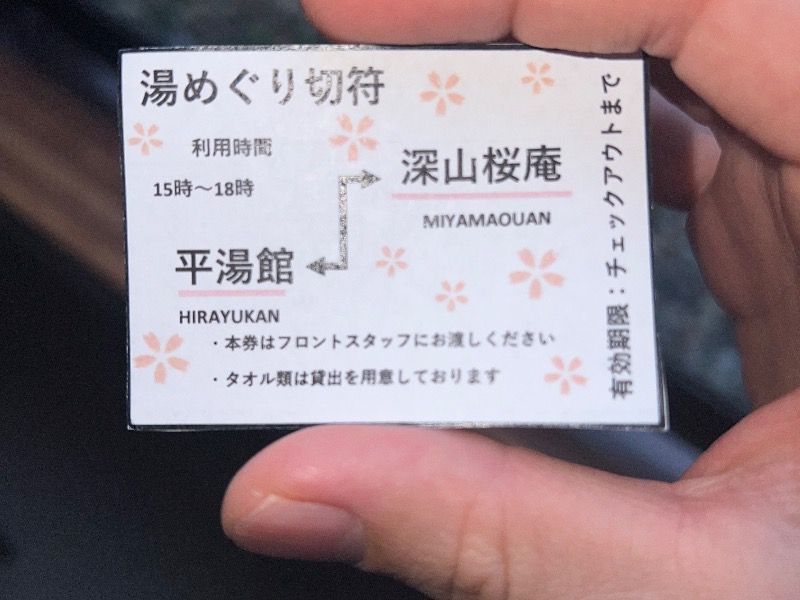 湯めぐり切符
利用時間
15時～18時
深山桜庵
MIYAMAOUAN
平湯館
HIRAYUKAN
・本券はフロントスタッフにお渡しください
・タオル類は貸出を用意しております
有効期限：チェックアウトまで